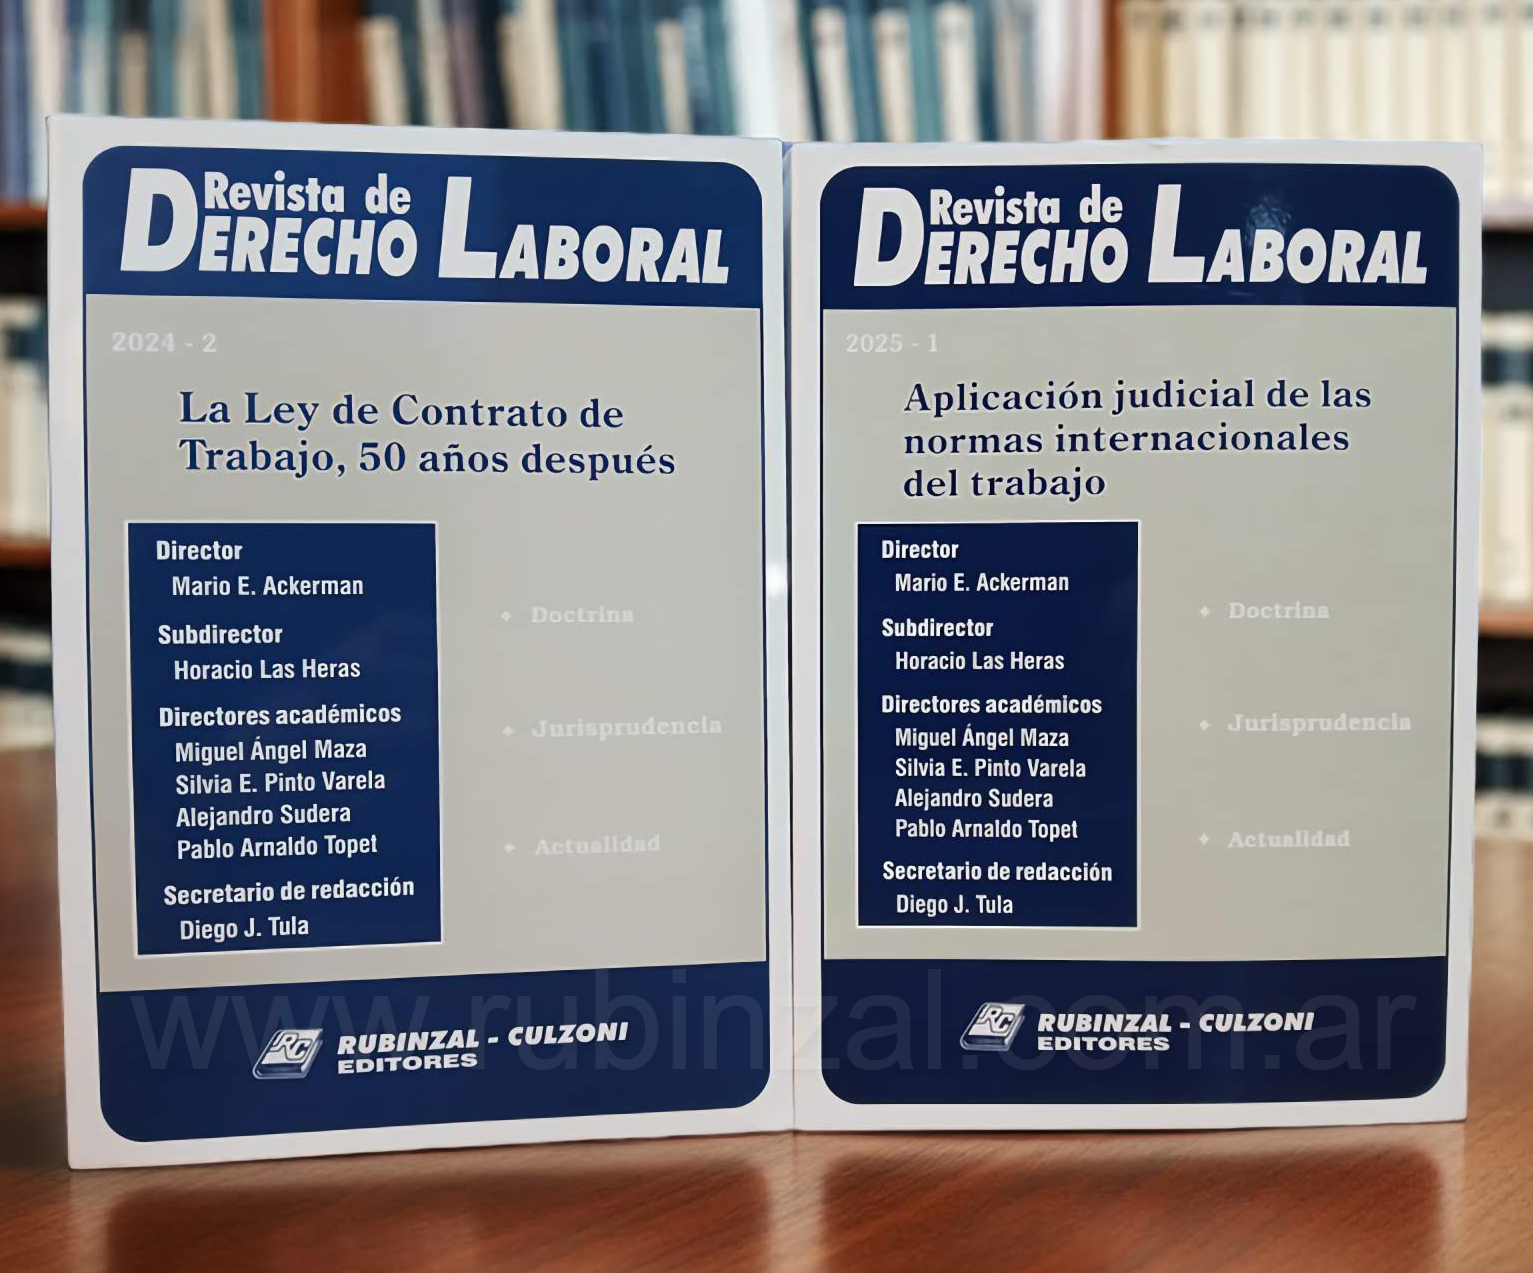 Revista de
DERECHO LABORAL
2024 - 2
La Ley de Contrato de
Trabajo, 50 años después
Director
Mario E. Ackerman
Subdirector
Horacio Las Heras
Directores académicos
Miguel Ángel Maza
Silvia E. Pinto Varela
Alejandro Sudera
Pablo Arnaldo Topet
Secretario de redacción
Diego J. Tula
Doctrina
Jurisprudencia
Actualidad
RC
RUBINZAL - CULZONI
EDITORES
Revista de
DERECHO LABORAL
2025 - 1
Aplicación judicial de las
normas internacionales
del trabajo
Director
Mario E. Ackerman
Subdirector
Horacio Las Heras
Directores académicos
Miguel Ángel Maza
Silvia E. Pinto Varela
Alejandro Sudera
Pablo Arnaldo Topet
Secretario de redacción
Diego J. Tula
Doctrina
Jurisprudencia
Actualidad
RC
RUBINZAL - CULZONI
EDITORES
www.rubinzal.com.ar